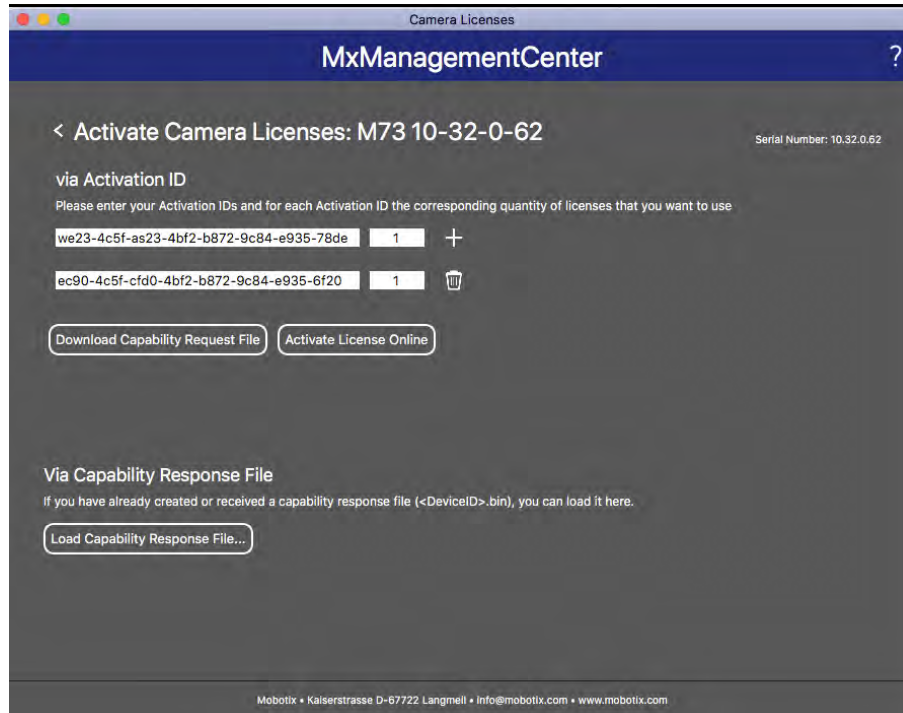 Camera Licenses
MxManagementCenter
?
< Activate Camera Licenses: M73 10-32-0-62
Serial Number: 10.32.0.62
via Activation ID
Please enter your Activation IDs and for each Activation ID the corresponding quantity of licenses that you want to use
we23-4c5f-as23-4bf2-b872-9c84-e935-78de 1 +
ec90-4c5f-cfd0-4bf2-b872-9c84-e935-6f20 1
Download Capability Request File Activate License Online
Via Capability Response File
If you have already created or received a capability response file (<DeviceID>.bin), you can load it here.
Load Capability Response File...
Mobotix • Kaiserstrasse D-67722 Langmeil • info@mobotix.com • www.mobotix.com